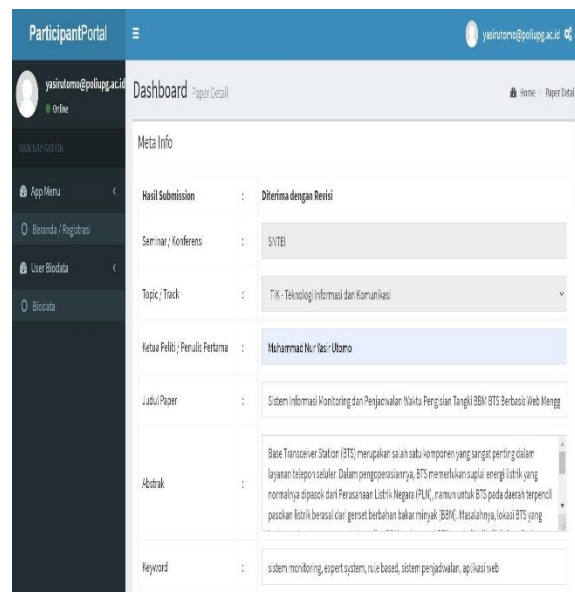 ParticipantPortal
yasirutomo@poliupg.ac.id
yasirutomo@poliupg.ac.id
Online
Dashboard Paper Detail
Home > Paper Detail
MAIN NAVIGATION
App Menu
Beranda / Registrasi
User Biodata
Biodata
Meta Info
Hasil Submission : Diterima dengan Revisi
Seminar / Konferensi : SNTEI
Topic / Track : TIK - Teknologi Informasi dan Komunikasi
Ketua Peliti / Penulis Pertama : Muhammad Nur Yasir Utomo
Judul Paper : Sistem Informasi Monitoring dan Penjadwalan Waktu Pengisian Tangki BBM BTS Berbasis Web Mengg
Abstrak :
Base Transceiver Station (BTS) merupakan salah satu komponen yang sangat penting dalam
layanan telepon seluler. Dalam pengoperasiannya, BTS memerlukan suplai energi listrik yang
normalnya dipasok dari Perusahaan Listrik Negara (PLN), namun untuk BTS pada daerah terpencil
pasokan listrik berasal dari genset berbahan bakar minyak (BBM). Masalahnya, lokasi BTS yang
Keyword : sistem monitoring, expert system, rule based, sistem penjadwalan, aplikasi web